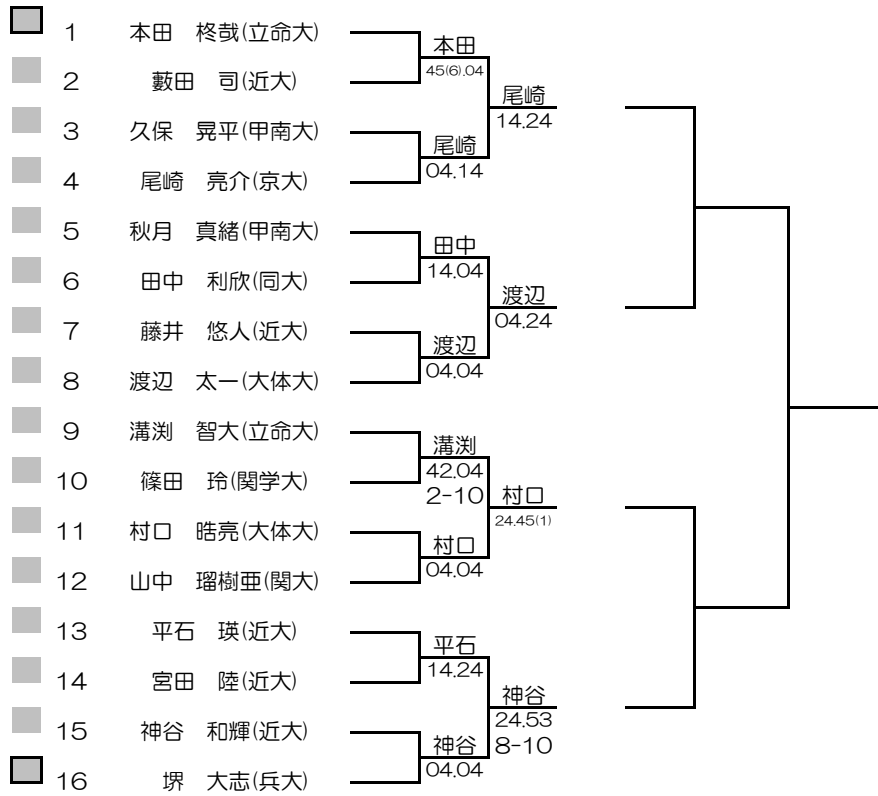 1 本田 柊哉(立命大)
2 藪田 司(近大)
3 久保 晃平(甲南大)
4 尾崎 亮介(京大)
5 秋月 真緒(甲南大)
6 田中 利欣(同大)
7 藤井 悠人(近大)
8 渡辺 太一(大体大)
9 溝渕 智大(立命大)
10 篠田 玲(関学大)
11 村口 晧亮(大体大)
12 山中 瑠樹亜(関大)
13 平石 瑛(近大)
14 宮田 陸(近大)
15 神谷 和輝(近大)
16 堺 大志(兵大)
本田
45(6).04
尾崎
04.14
田中
14.04
渡辺
04.04
溝渕
42.04
2-10
村口
04.04
平石
14.24
神谷
04.04
尾崎
14.24
渡辺
04.24
村口
24.45(1)
神谷
24.53
8-10